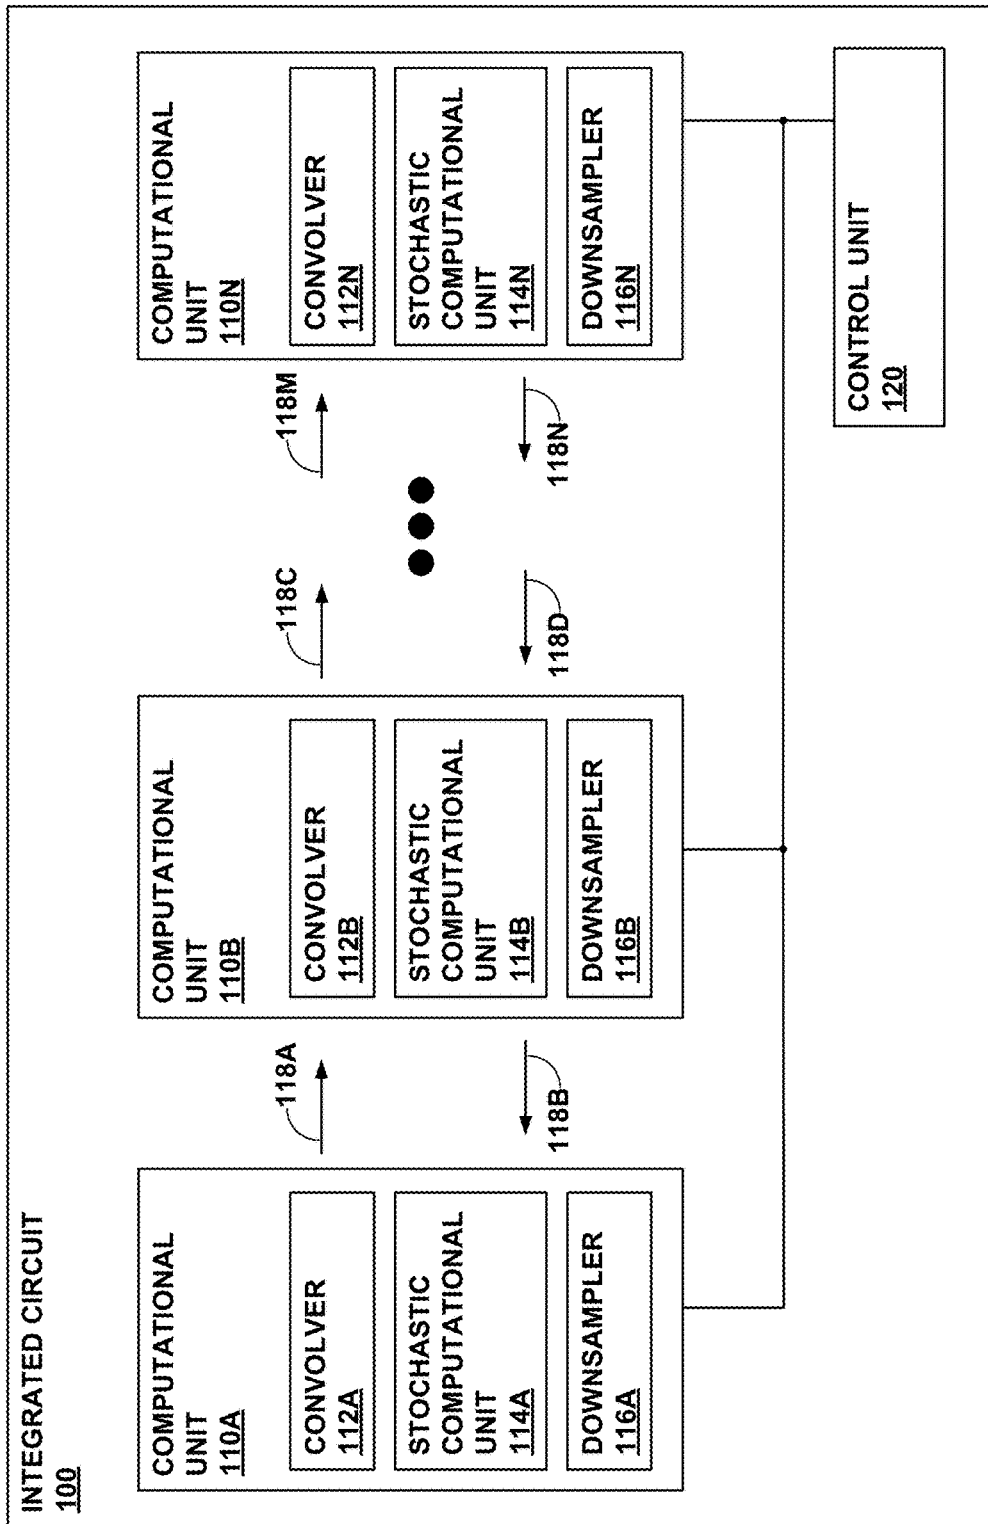 INTEGRATED CIRCUIT
100
COMPUTATIONAL
UNIT
110A
CONVOLVER
112A
STOCHASTIC
COMPUTATIONAL
UNIT
114A
DOWNSAMPLER
116A
118A
118B
COMPUTATIONAL
UNIT
110B
CONVOLVER
112B
STOCHASTIC
COMPUTATIONAL
UNIT
114B
DOWNSAMPLER
116B
118C
118D
118M
118N
COMPUTATIONAL
UNIT
110N
CONVOLVER
112N
STOCHASTIC
COMPUTATIONAL
UNIT
114N
DOWNSAMPLER
116N
CONTROL UNIT
120